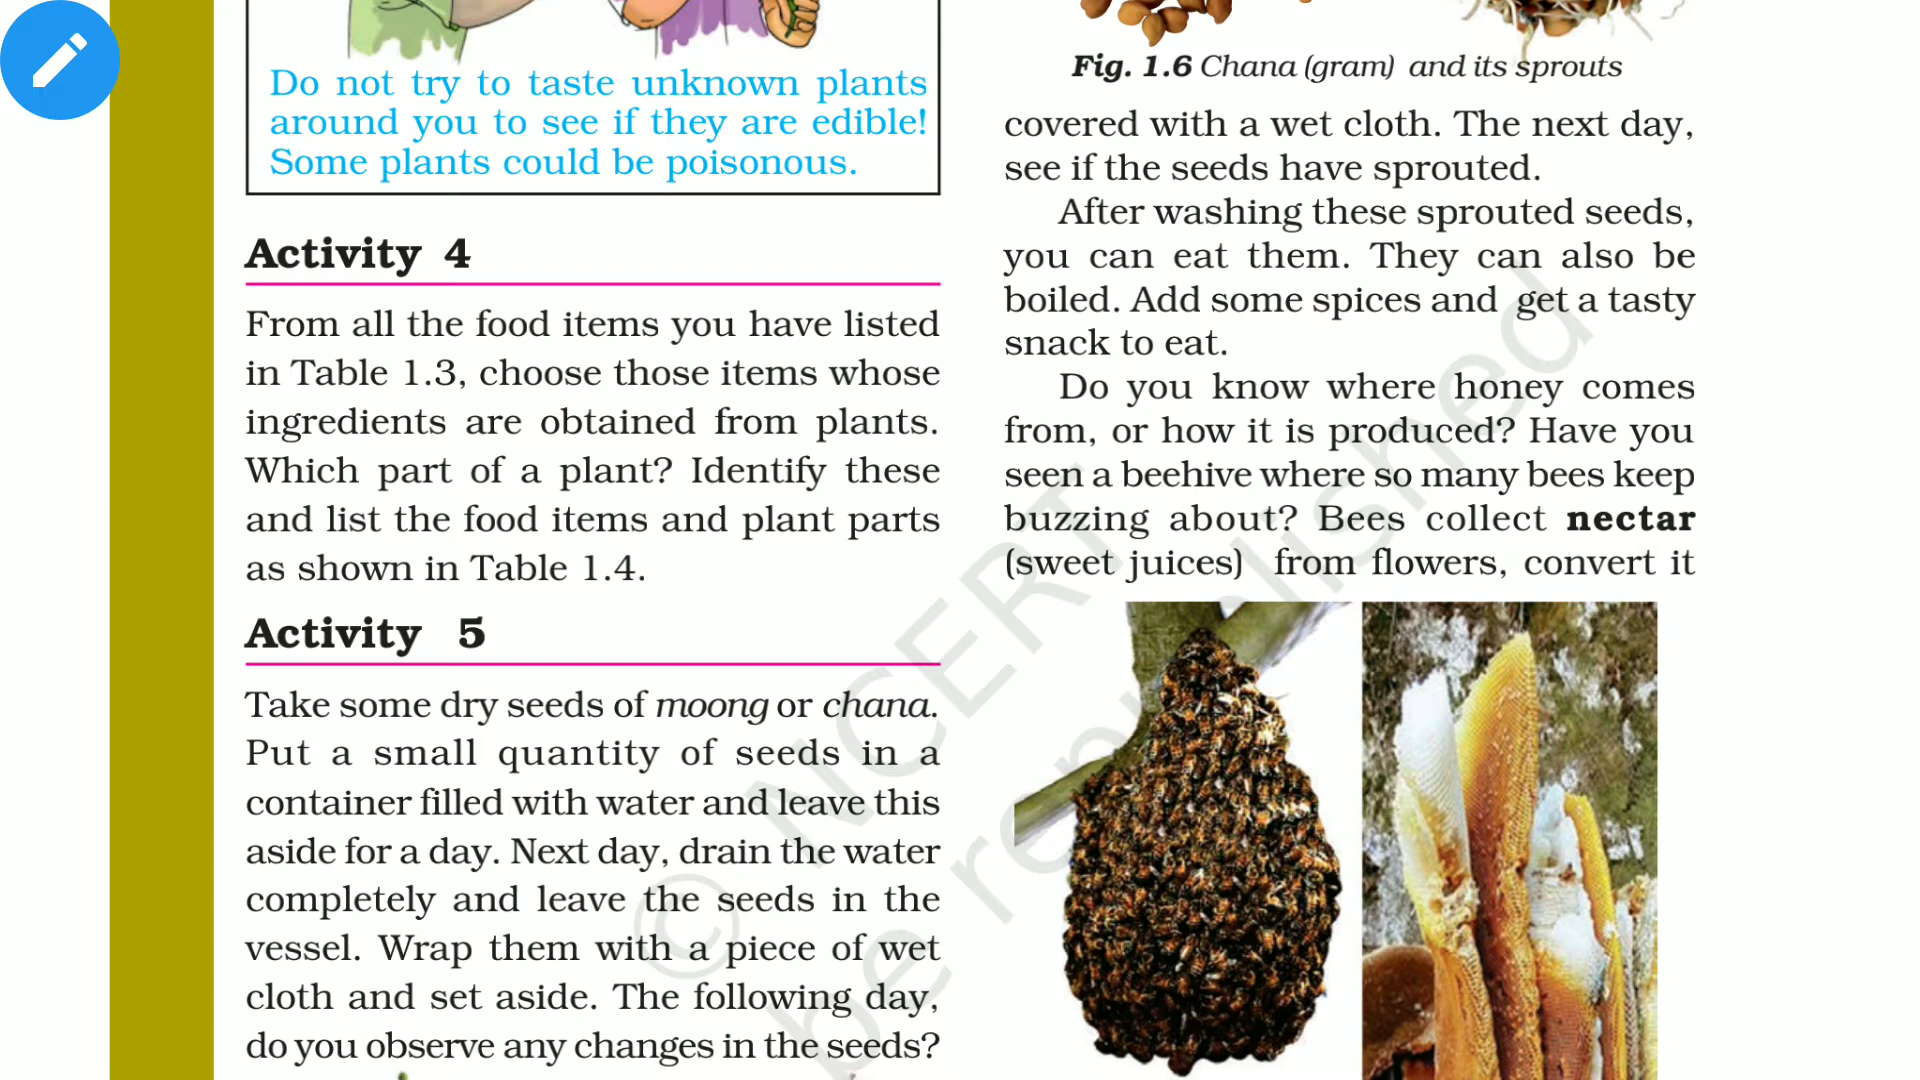 Do not try to taste unknown plants
around you to see if they are edible!
Some plants could be poisonous.
Activity 4
From all the food items you have listed
in Table 1.3, choose those items whose
ingredients are obtained from plants.
Which part of a plant? Identify these
and list the food items and plant parts
as shown in Table 1.4.
Activity 5
Take some dry seeds of moong or chana.
Put a small quantity of seeds in a
container filled with water and leave this
aside for a day. Next day, drain the water
completely and leave the seeds in the
vessel. Wrap them with a piece of wet
cloth and set aside. The following day,
do you observe any changes in the seeds?
Fig. 1.6 Chana (gram) and its sprouts
covered with a wet cloth. The next day,
see if the seeds have sprouted.
After washing these sprouted seeds,
you can eat them. They can also be
boiled. Add some spices and get a tasty
snack to eat.
Do you know where honey comes
from, or how it is produced? Have you
seen a beehive where so many bees keep
buzzing about? Bees collect nectar
(sweet juices) from flowers, convert it
© NCERT
be republished